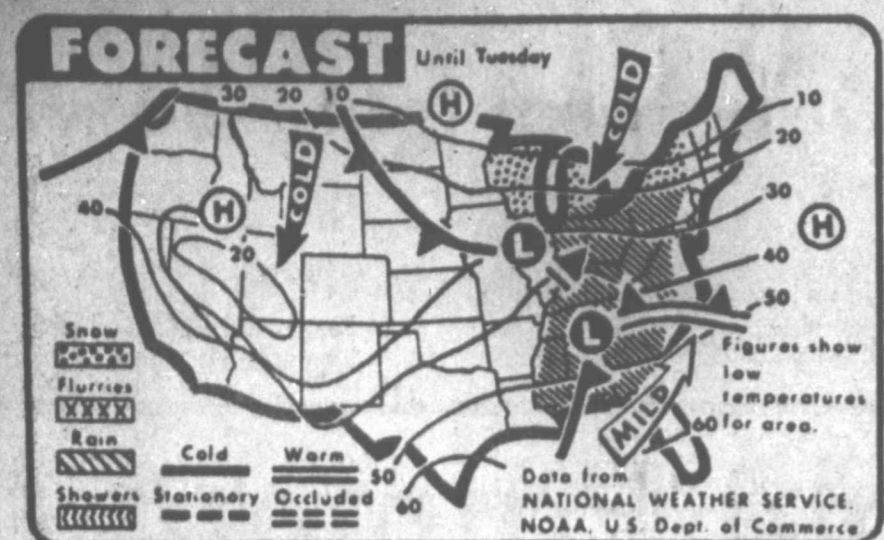 FORECAST
Until Tuesday
30 20 10
H
COLD
COLD
10
20
30
H
40
50
40
H
COLD
20
L
L
MILD
60
50
60
Figures show
low
temperatures
for area.
Snow
Flurries
Rain
Showers
Cold
Warm
Stationary
Occluded
Data from
NATIONAL WEATHER SERVICE,
NOAA, U.S. Dept. of Commerce